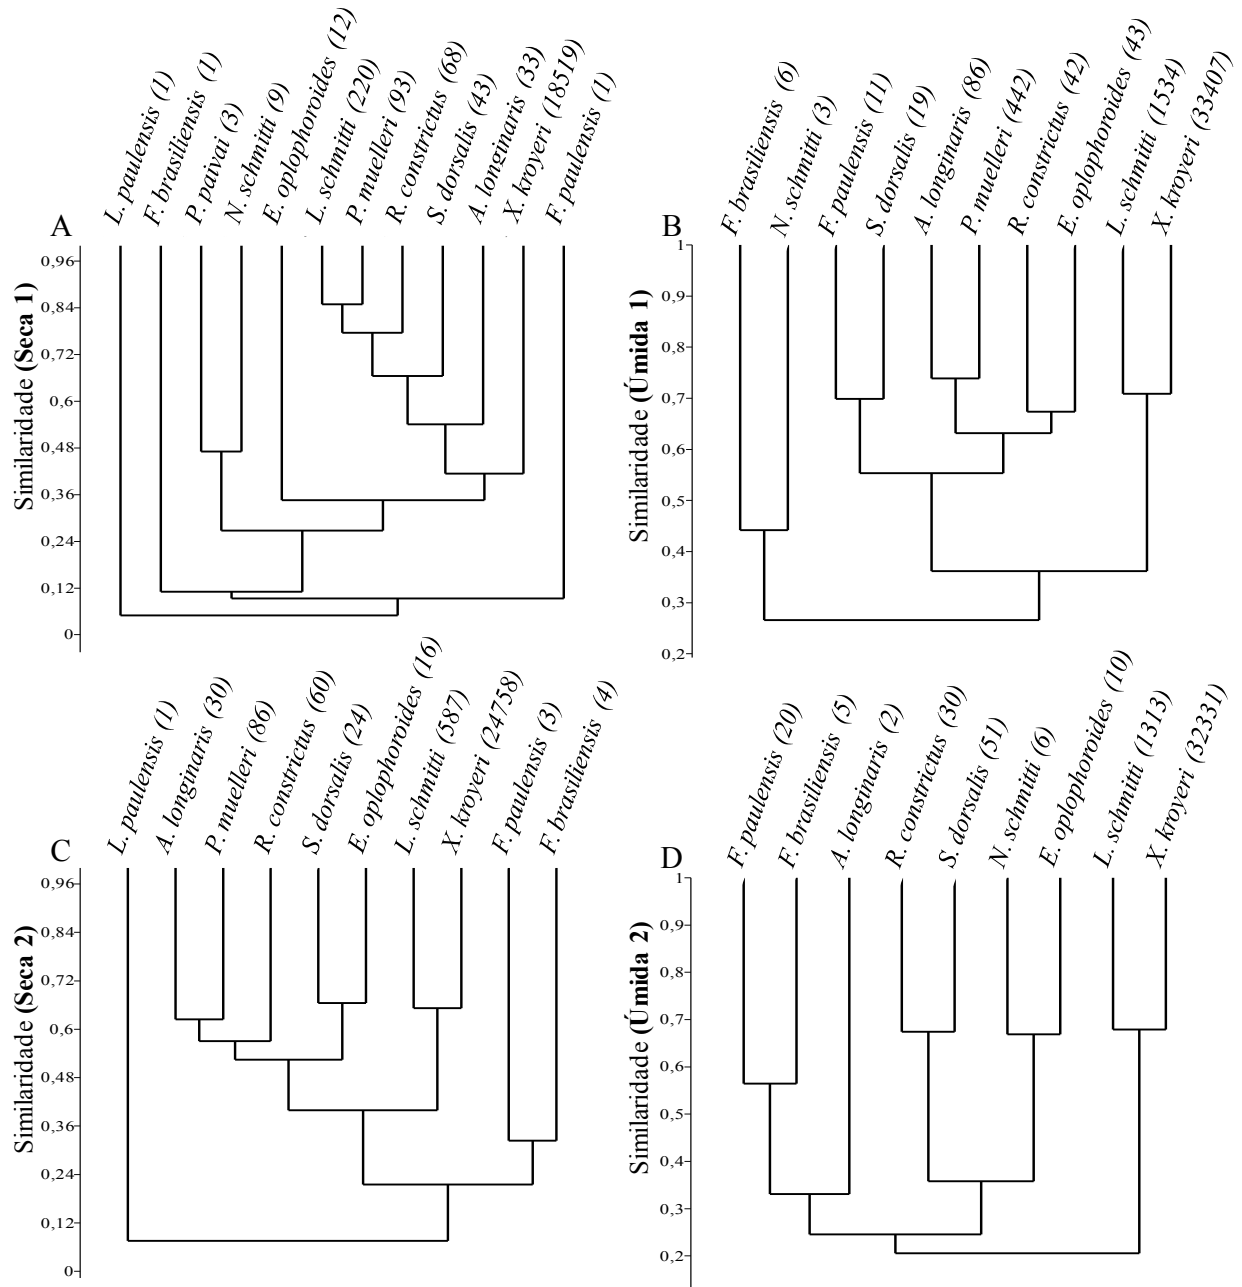 A
L. paulensis (1)
F. brasiliensis (1)
P. paivai (3)
N. schmitti (9)
E. oplophoroides (12)
L. schmitti (220)
P. muelleri (93)
R. constrictus (68)
S. dorsalis (43)
A. longinaris (33)
X. kroyeri (18519)
F. paulensis (1)
Similaridade (Seca 1)
0,96
0,84
0,72
0,6
0,48
0,36
0,24
0,12
0
B
F. brasiliensis (6)
N. schmitti (3)
F. paulensis (11)
S. dorsalis (19)
A. longinaris (86)
P. muelleri (442)
R. constrictus (42)
E. oplophoroides (43)
L. schmitti (1534)
X. kroyeri (33407)
Similaridade (Úmida 1)
1
0,9
0,8
0,7
0,6
0,5
0,4
0,3
0,2
C
L. paulensis (1)
A. longinaris (30)
P. muelleri (86)
R. constrictus (60)
S. dorsalis (24)
E. oplophoroides (16)
L. schmitti (587)
X. kroyeri (24758)
F. paulensis (3)
F. brasiliensis (4)
Similaridade (Seca 2)
0,96
0,84
0,72
0,6
0,48
0,36
0,24
0,12
0
D
F. paulensis (20)
F. brasiliensis (5)
A. longinaris (2)
R. constrictus (30)
S. dorsalis (51)
N. schmitti (6)
E. oplophoroides (10)
L. schmitti (1313)
X. kroyeri (32331)
Similaridade (Úmida 2)
1
0,9
0,8
0,7
0,6
0,5
0,4
0,3
0,2